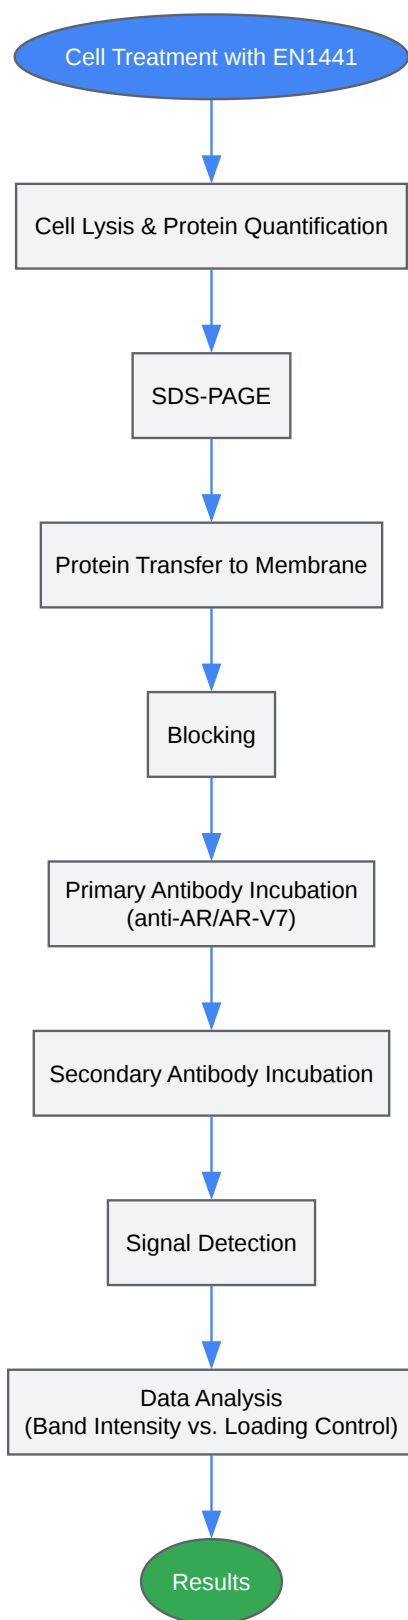 Cell Treatment with EN1441
Cell Lysis & Protein Quantification
SDS-PAGE
Protein Transfer to Membrane
Blocking
Primary Antibody Incubation
(anti-AR/AR-V7)
Secondary Antibody Incubation
Signal Detection
Data Analysis
(Band Intensity vs. Loading Control)
Results